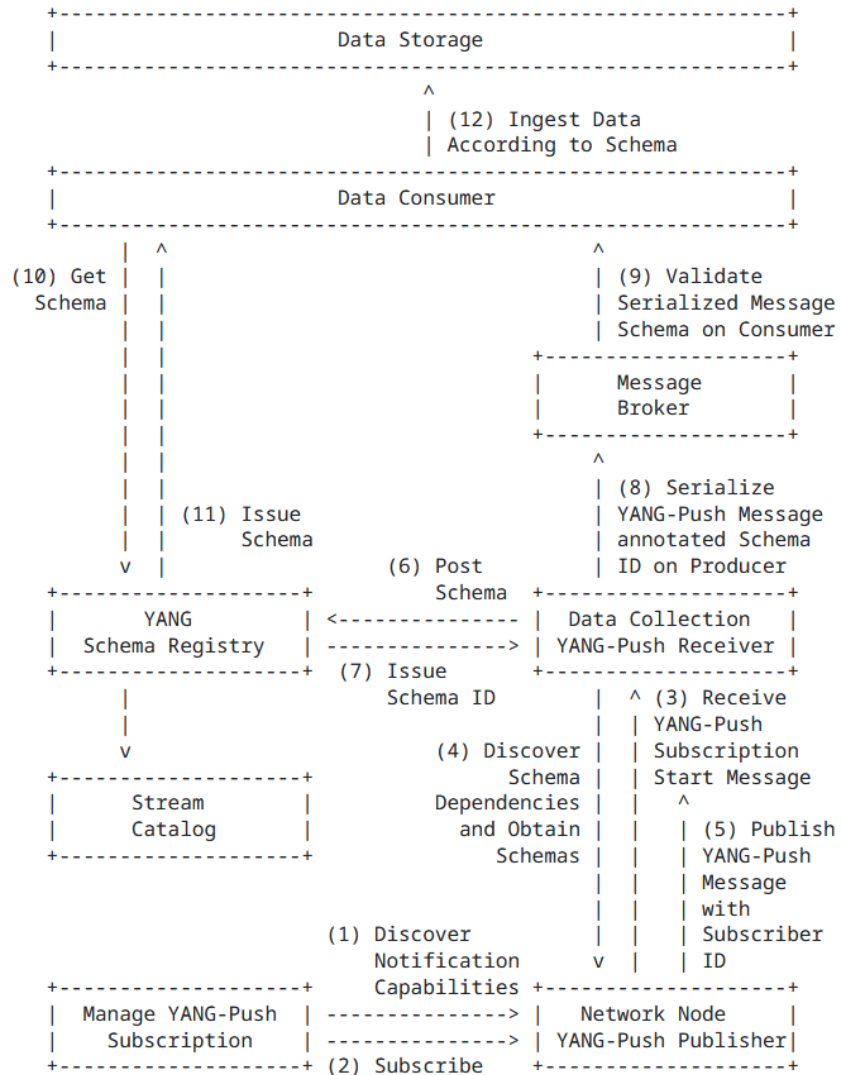 Data Storage
(12) Ingest Data
According to Schema
Data Consumer
(10) Get
Schema
(9) Validate
Serialized Message
Schema on Consumer
Message
Broker
(8) Serialize
YANG-Push Message
annotated Schema
ID on Producer
(11) Issue
Schema
(6) Post
Schema
YANG
Schema Registry
Data Collection
YANG-Push Receiver
(7) Issue
Schema ID
(3) Receive
YANG-Push
Subscription
Start Message
(4) Discover
Schema
Dependencies
and Obtain
Schemas
Stream
Catalog
(5) Publish
YANG-Push
Message
with
Subscriber
ID
(1) Discover
Notification
Capabilities
Manage YANG-Push
Subscription
Network Node
YANG-Push Publisher
(2) Subscribe